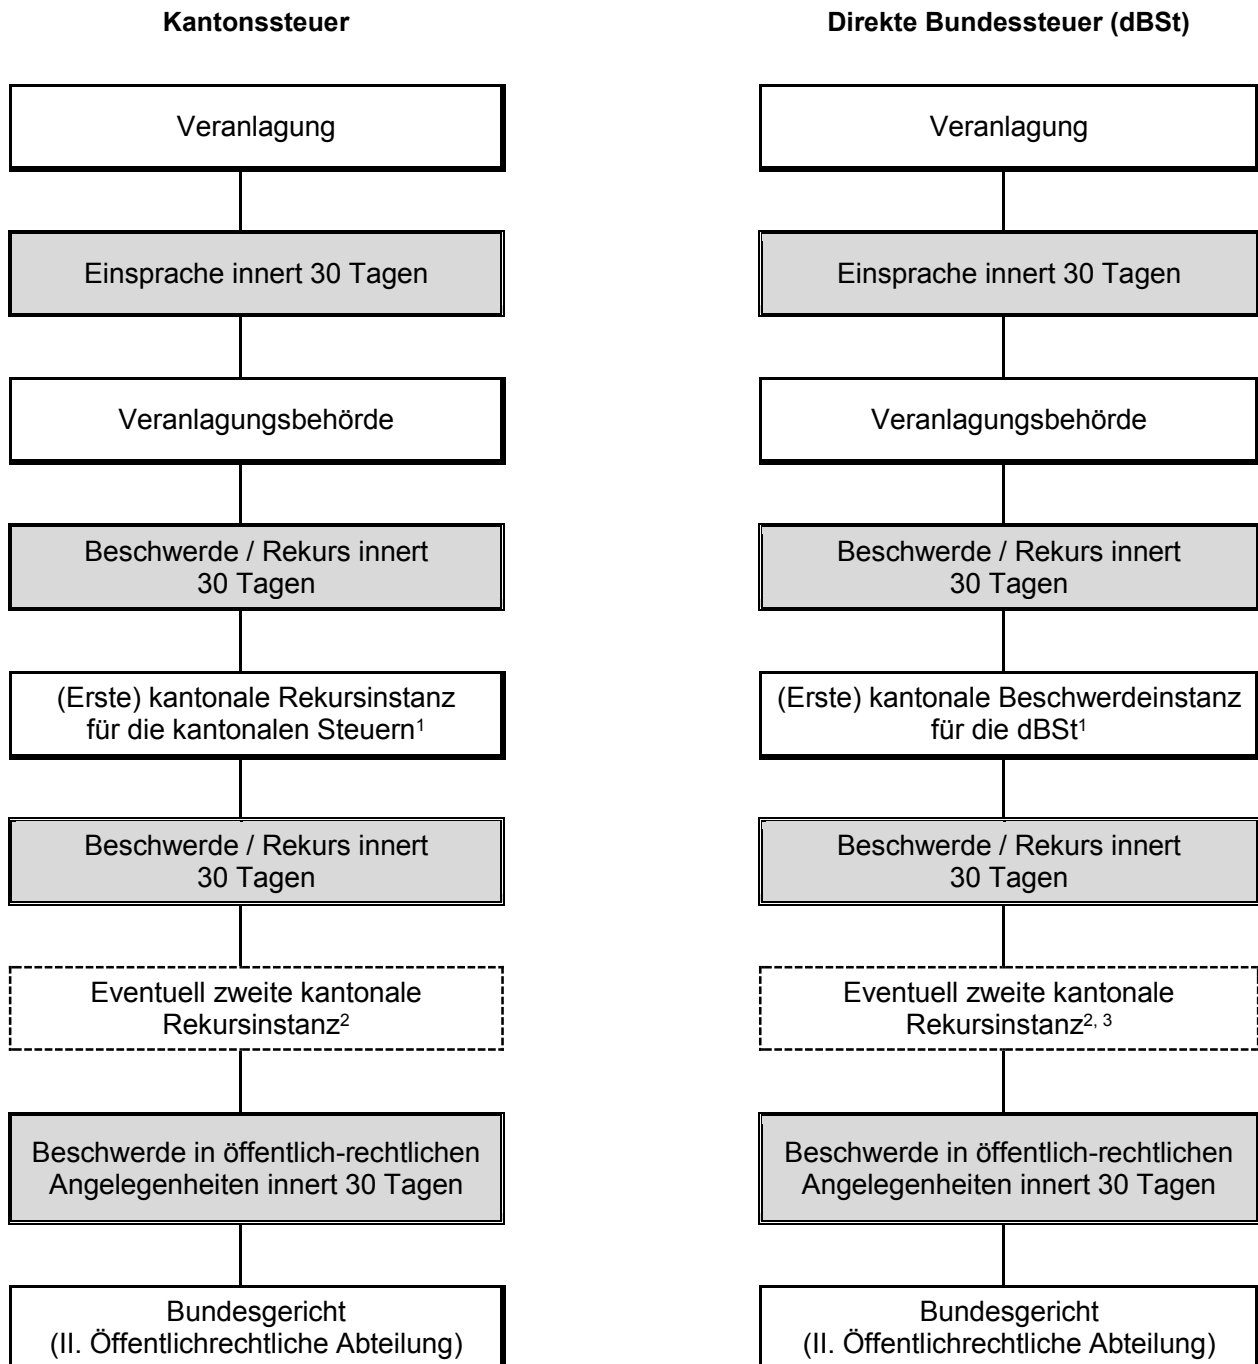 Kantonssteuer
Veranlagung
Einsprache innert 30 Tagen
Veranlagungsbehörde
Beschwerde / Rekurs innert
30 Tagen
(Erste) kantonale Rekursinstanz
für die kantonalen Steuern¹
Beschwerde / Rekurs innert
30 Tagen
Eventuell zweite kantonale
Rekursinstanz²
Beschwerde in öffentlich-rechtlichen
Angelegenheiten innert 30 Tagen
Bundesgericht
(II. Öffentlichrechtliche Abteilung)
Direkte Bundessteuer (dBSt)
Veranlagung
Einsprache innert 30 Tagen
Veranlagungsbehörde
Beschwerde / Rekurs innert
30 Tagen
(Erste) kantonale Beschwerdeinstanz
für die dBSt¹
Beschwerde / Rekurs innert
30 Tagen
Eventuell zweite kantonale
Rekursinstanz²˒ ³
Beschwerde in öffentlich-rechtlichen
Angelegenheiten innert 30 Tagen
Bundesgericht
(II. Öffentlichrechtliche Abteilung)